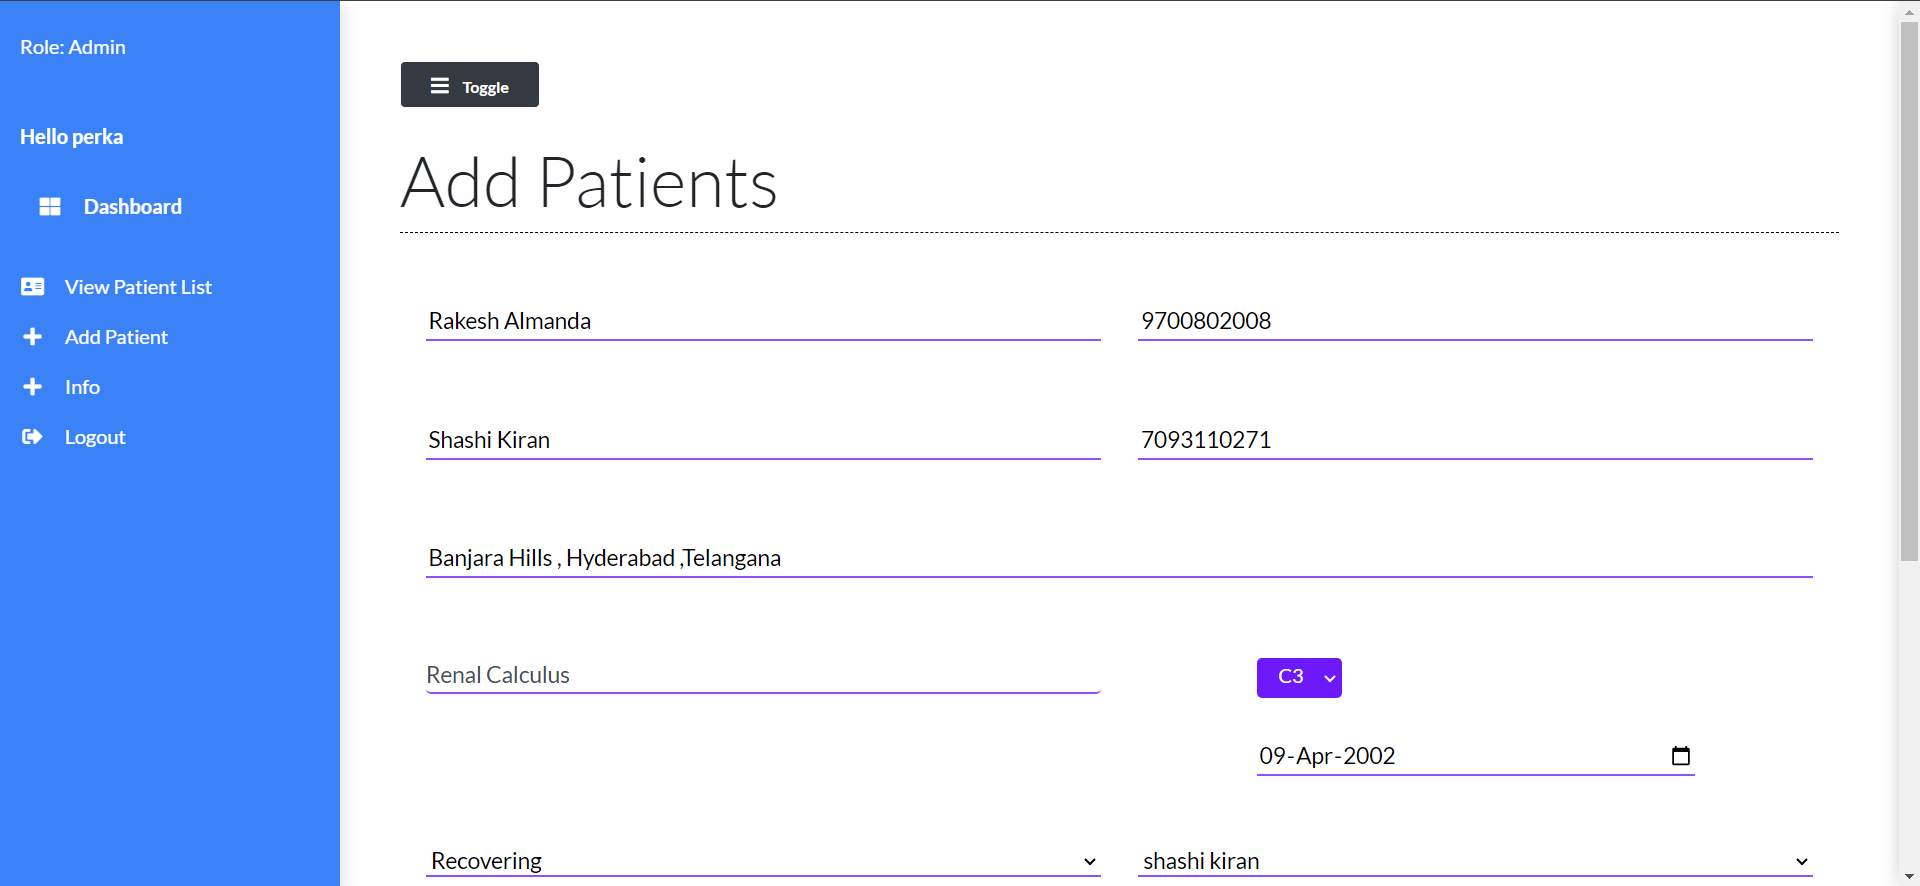 Role: Admin
Hello perka
Dashboard
View Patient List
Add Patient
Info
Logout
Toggle
Add Patients
Rakesh Almanda
9700802008
Shashi Kiran
7093110271
Banjara Hills , Hyderabad ,Telangana
Renal Calculus
C3
09-Apr-2002
Recovering
shashi kiran